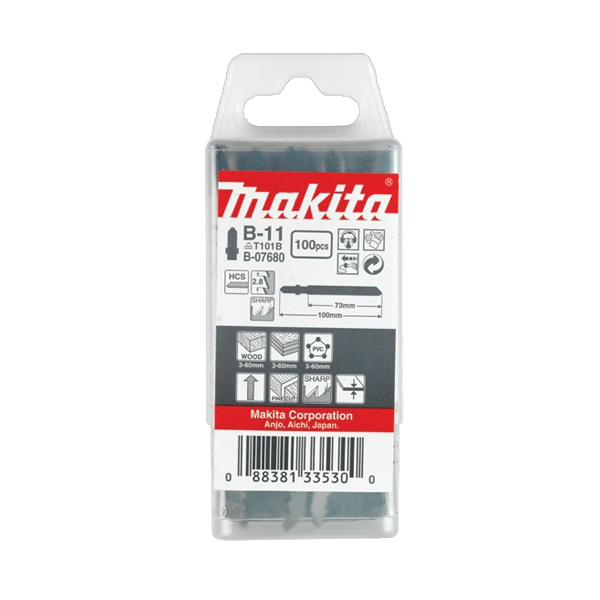 makita®
B-11
≙T101B
B-07680
100pcs
HCS
2.8
SHARP
73mm
100mm
WOOD
PVC
3-60mm 3-60mm 3-60mm
FINE CUT
SHARP
Makita Corporation
Anjo, Aichi, Japan.
0 88381 33530 0